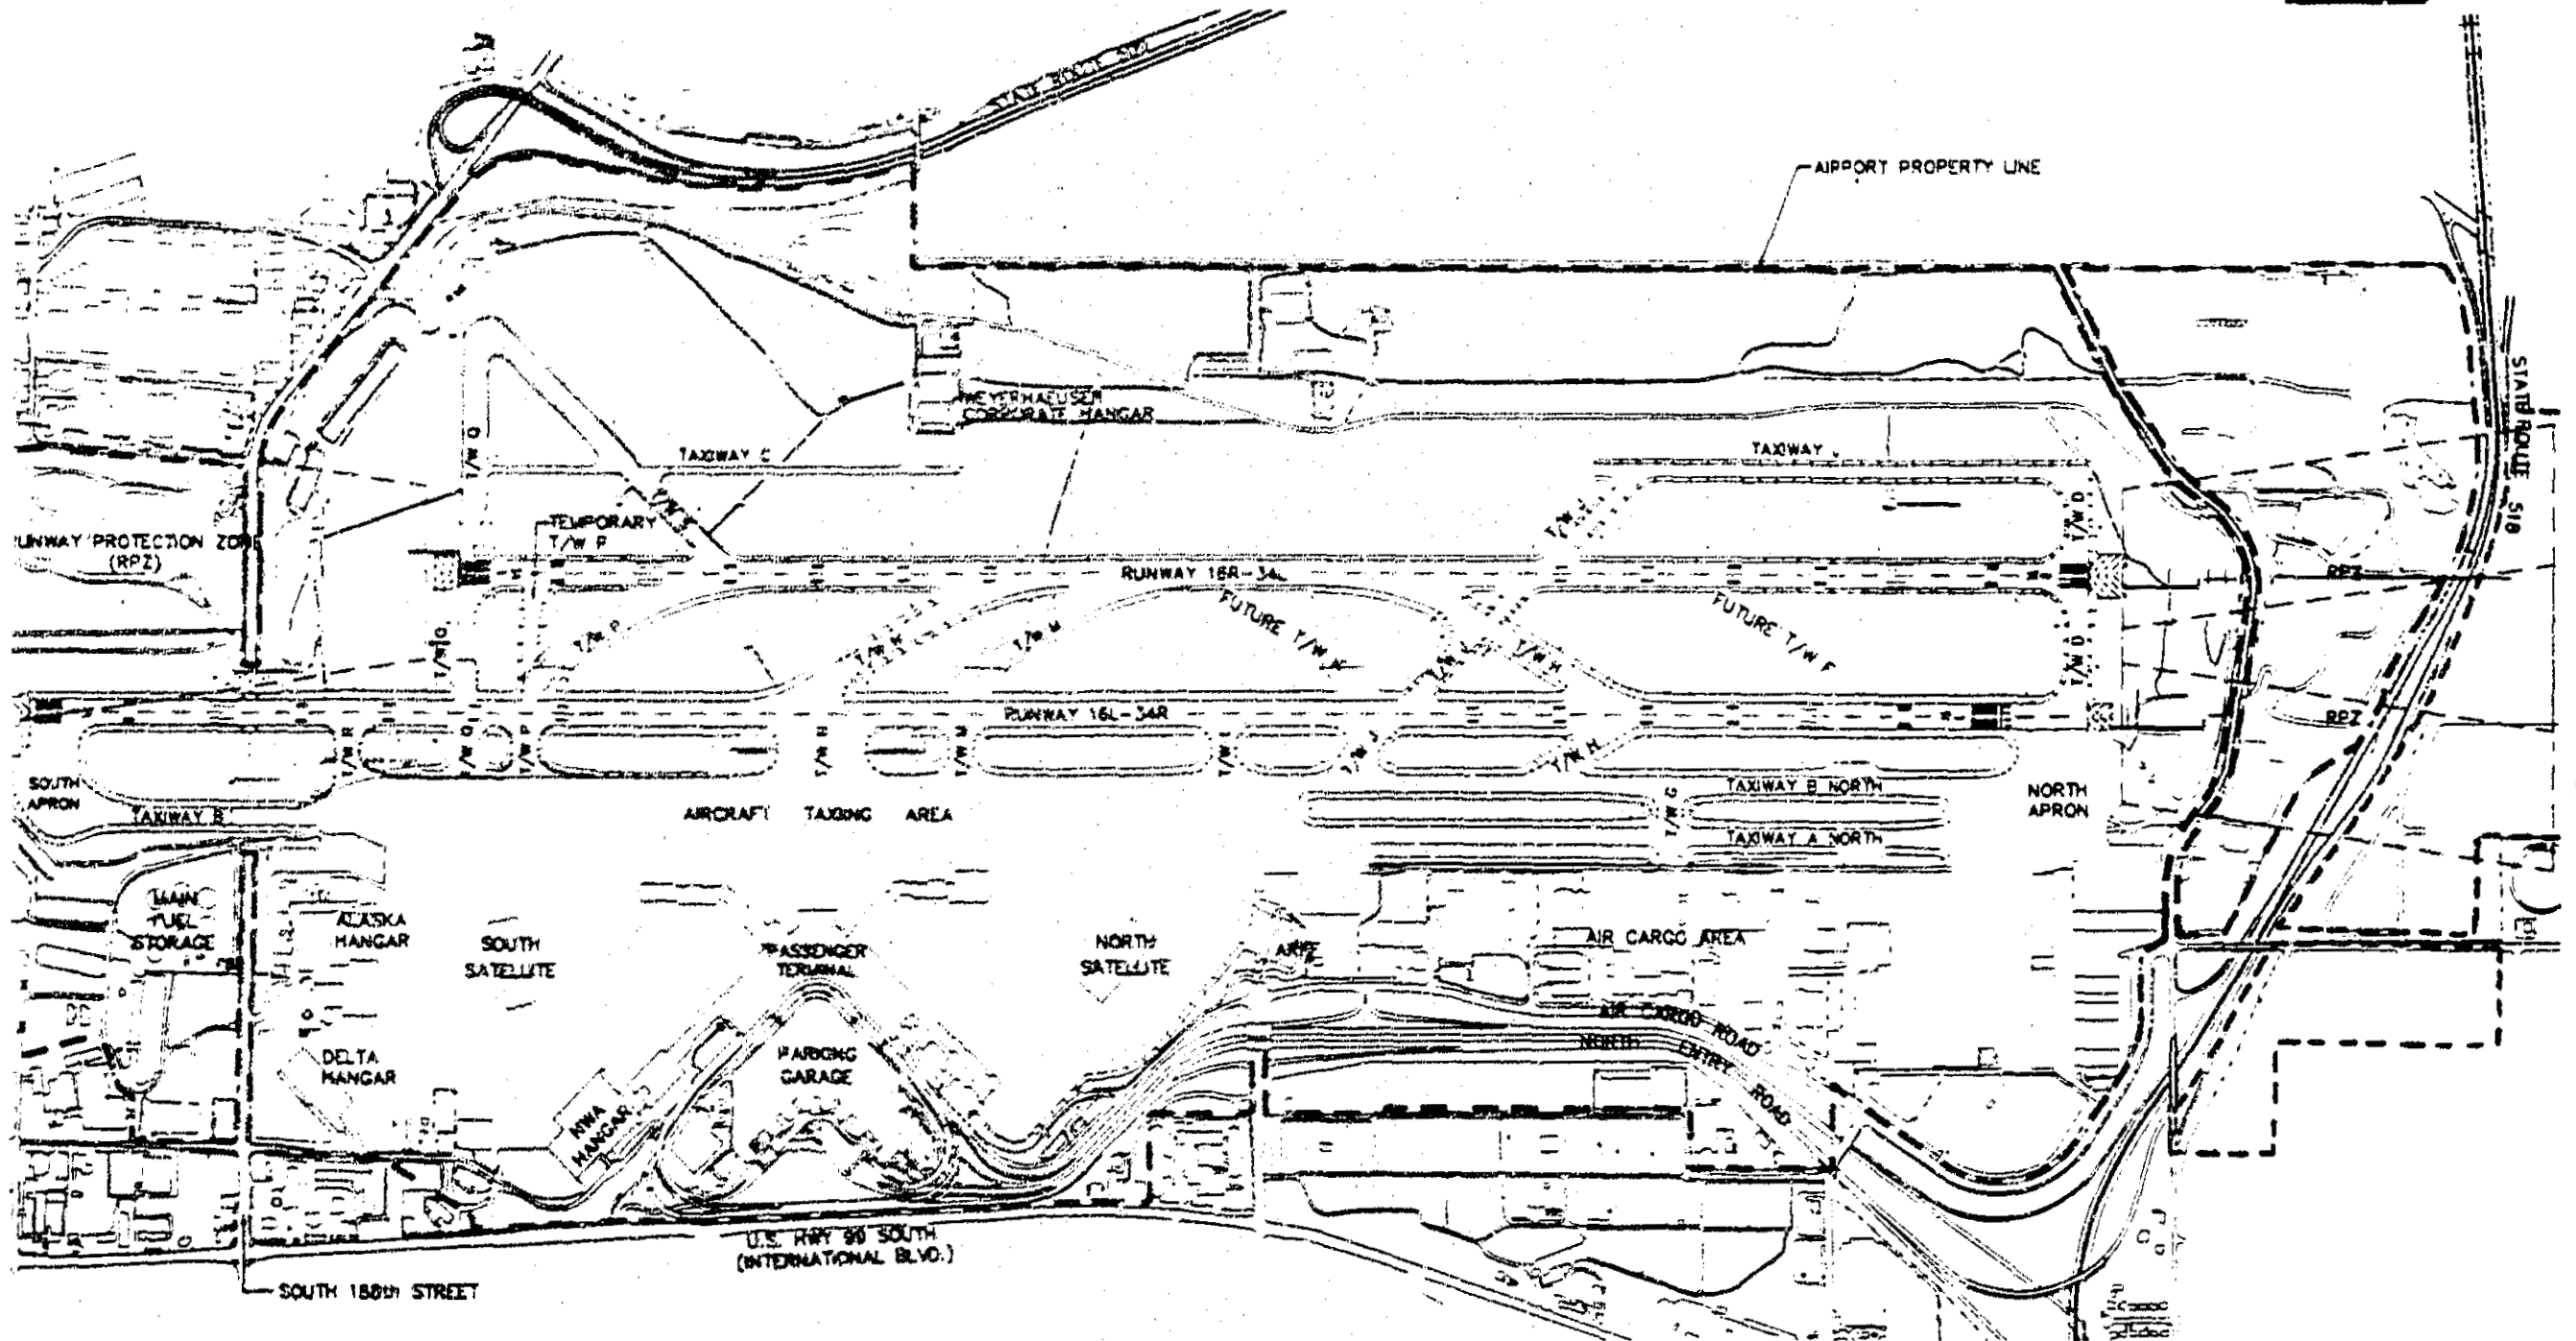 AIRPORT PROPERTY LINE
STATE ROUTE 518
WEYERHAEUSER
CORPORATE HANGAR
T/W Q
TAXIWAY C
TAXIWAY
T/W S
T/W J
T/W D
TEMPORARY
T/W P
RUNWAY PROTECTION ZONE
(RPZ)
RUNWAY 16R-34L
RPZ
T/W Q
T/W P
T/W N
T/W M
FUTURE T/W N
T/W H
FUTURE T/W F
T/W D
RUNWAY 16L-34R
RPZ
T/W R
T/W Q
T/W P
T/W N
T/W M
T/W L
T/W J
T/W H
SOUTH
APRON
TAXIWAY B
AIRCRAFT TAXIING AREA
T/W G
TAXIWAY B NORTH
TAXIWAY A NORTH
NORTH
APRON
MAIN
FUEL
STORAGE
ALASKA
HANGAR
SOUTH
SATELLITE
PASSENGER
TERMINAL
NORTH
SATELLITE
AIR CARGO AREA
AIR CARGO ROAD
NORTH ENTRY ROAD
DELTA
HANGAR
PARKING
GARAGE
NWA
HANGAR
U.S. HWY 99 SOUTH
(INTERNATIONAL BLVD.)
SOUTH 188th STREET